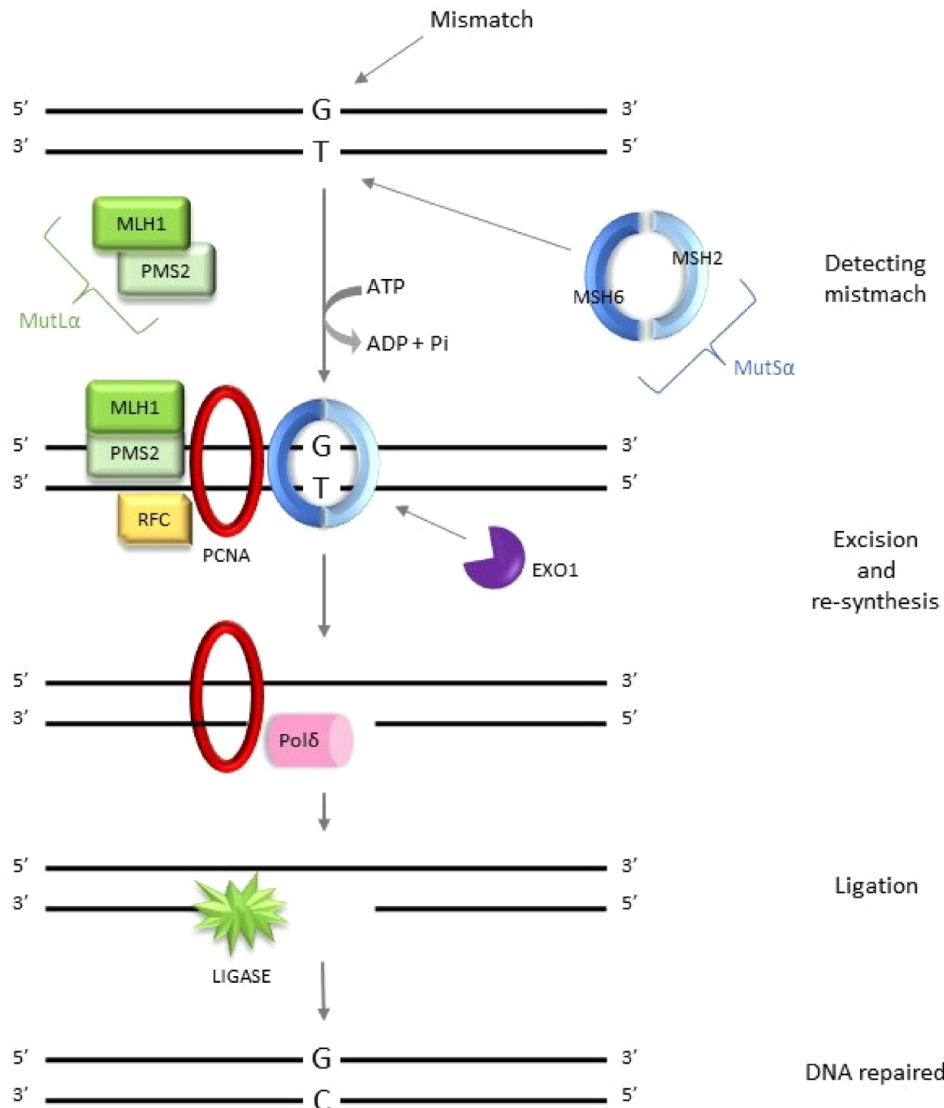 Mismatch
5’ G 3’
3’ T 5’
MLH1
PMS2
MutLα
ATP
ADP + Pi
MSH2
MSH6
MutSα
Detecting
mistmach
MLH1
5’ PMS2 G 3’
3’ T 5’
RFC
PCNA
EXO1
Excision
and
re-synthesis
5’ 3’
3’ 5’
Polδ
5’ 3’
3’ 5’
LIGASE
Ligation
5’ G 3’
3’ C 5’
DNA repaired